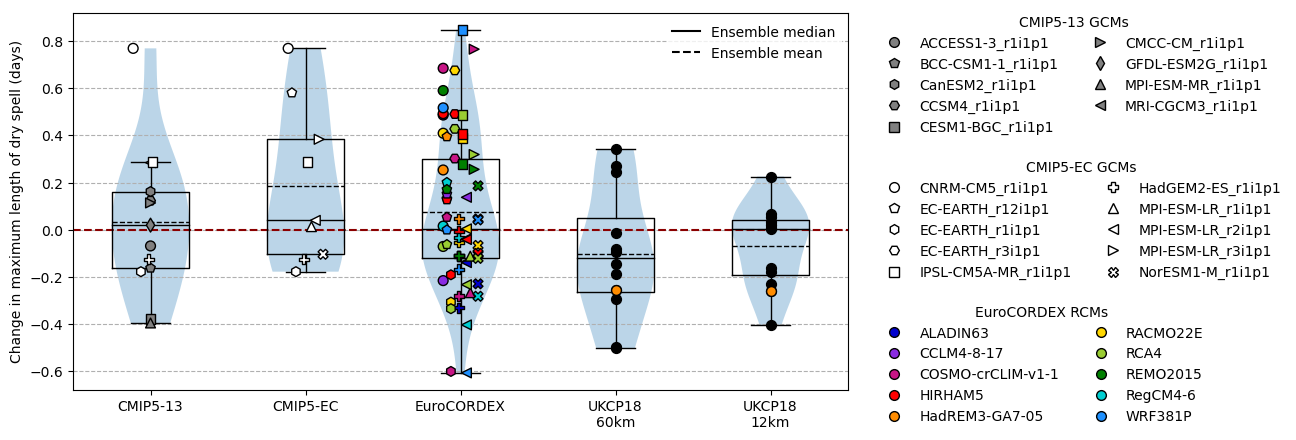 Change in maximum length of dry spell (days)
0.8
0.6
0.4
0.2
0.0
−0.2
−0.4
−0.6
CMIP5-13
CMIP5-EC
EuroCORDEX
UKCP18
60km
UKCP18
12km
Ensemble median
Ensemble mean
CMIP5-13 GCMs
ACCESS1-3_r1i1p1
BCC-CSM1-1_r1i1p1
CanESM2_r1i1p1
CCSM4_r1i1p1
CESM1-BGC_r1i1p1
CMCC-CM_r1i1p1
GFDL-ESM2G_r1i1p1
MPI-ESM-MR_r1i1p1
MRI-CGCM3_r1i1p1
CMIP5-EC GCMs
CNRM-CM5_r1i1p1
EC-EARTH_r12i1p1
EC-EARTH_r1i1p1
EC-EARTH_r3i1p1
IPSL-CM5A-MR_r1i1p1
HadGEM2-ES_r1i1p1
MPI-ESM-LR_r1i1p1
MPI-ESM-LR_r2i1p1
MPI-ESM-LR_r3i1p1
NorESM1-M_r1i1p1
EuroCORDEX RCMs
ALADIN63
CCLM4-8-17
COSMO-crCLIM-v1-1
HIRHAM5
HadREM3-GA7-05
RACMO22E
RCA4
REMO2015
RegCM4-6
WRF381P